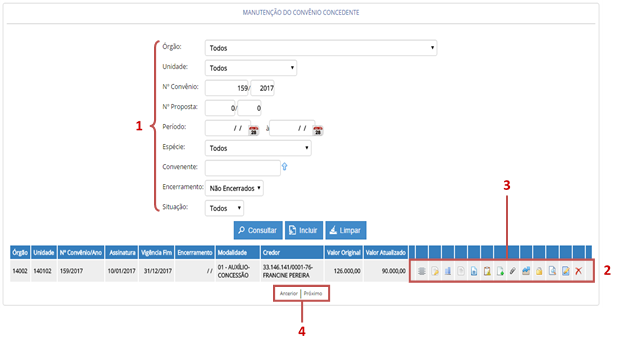 MANUTENÇÃO DO CONVÊNIO CONCEDENTE
Órgão: Todos
Unidade: Todos
Nº Convênio: 159/ 2017
Nº Proposta: 0/ 0
1
Período: / / à / /
Espécie: Todos
Convenente:
Encerramento: Não Encerrados
3
Situação: Todos
Consultar Incluir Limpar
Órgão Unidade Nº Convênio/Ano Assinatura Vigência Fim Encerramento Modalidade Credor Valor Original Valor Atualizado
14002 140102 159/2017 10/01/2017 31/12/2017 / / 01 - AUXÍLIO-CONCESSÃO 33.146.141/0001-76- FRANCINE PEREIRA 126.000,00 90.000,00
2
Anterior Próximo
4